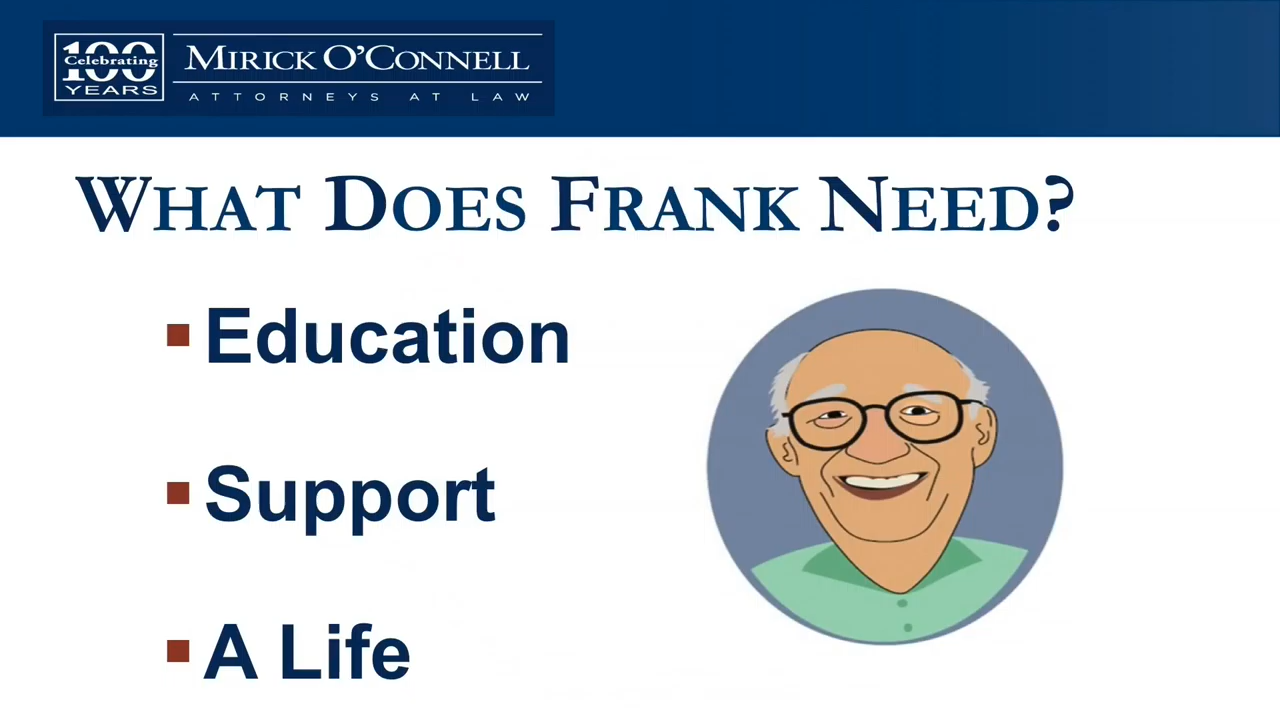 100
Celebrating
YEARS
MIRICK O'CONNELL
ATTORNEYS AT LAW
WHAT DOES FRANK NEED?
Education
Support
A Life